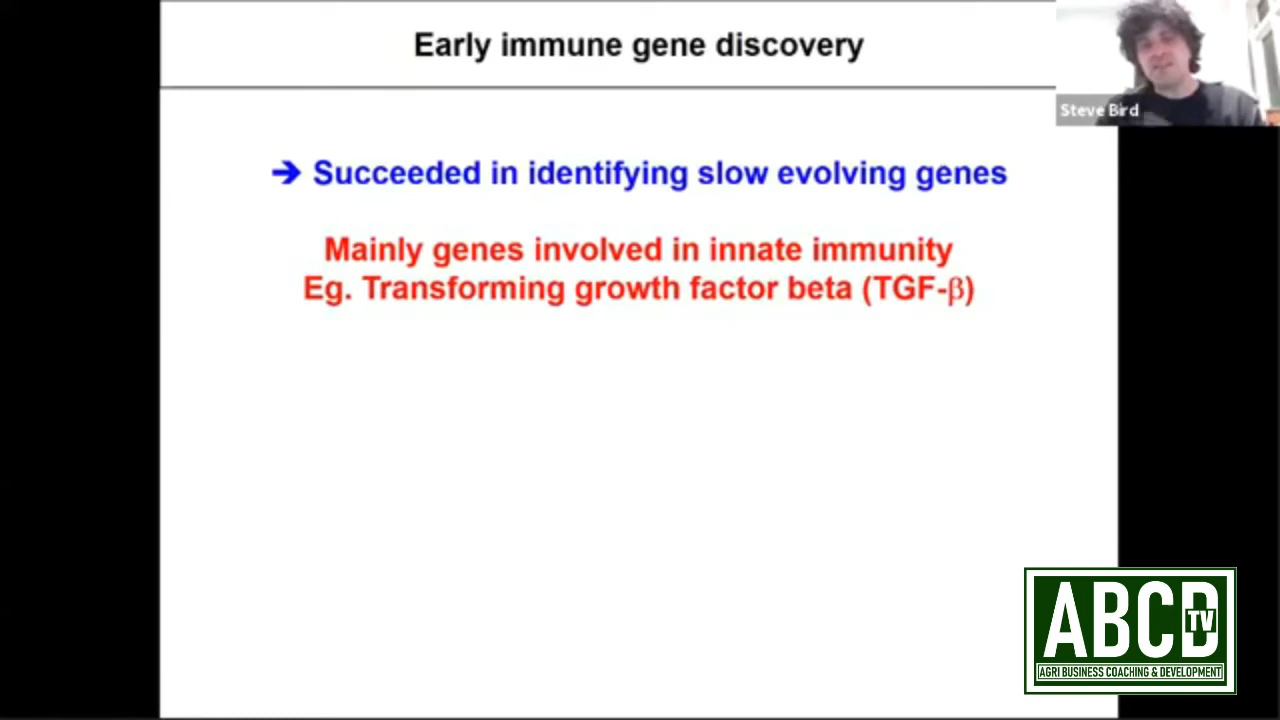 Early immune gene discovery
Steve Bird
➔ Succeeded in identifying slow evolving genes
Mainly genes involved in innate immunity
Eg. Transforming growth factor beta (TGF-β)
ABCD
TV
AGRI BUSINESS COACHING & DEVELOPMENT